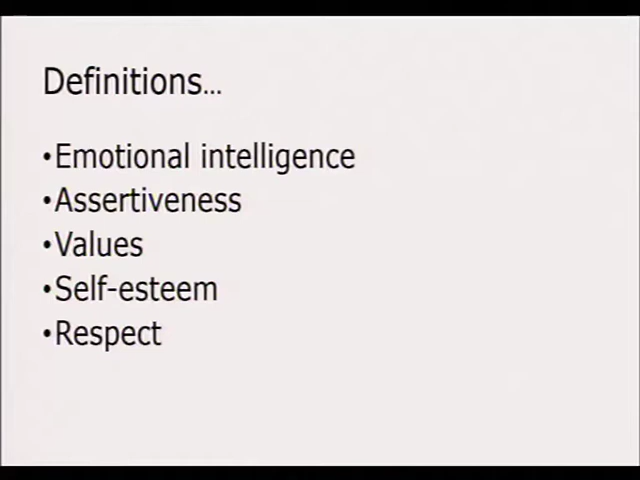 Definitions...
•Emotional intelligence
•Assertiveness
•Values
•Self-esteem
•Respect